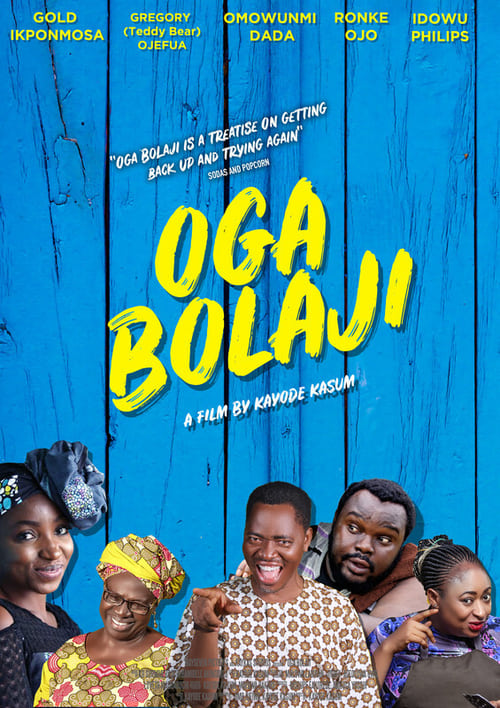 GOLD
IKPONMOSA
GREGORY
(Teddy Bear)
OJEFUA
OMOWUNMI
DADA
RONKE
OJO
IDOWU
PHILIPS
"OGA BOLAJI IS A TREATISE ON GETTING
BACK UP AND TRYING AGAIN"
SODAS AND POPCORN
OGA
BOLAJI
A FILM BY KAYODE KASUM